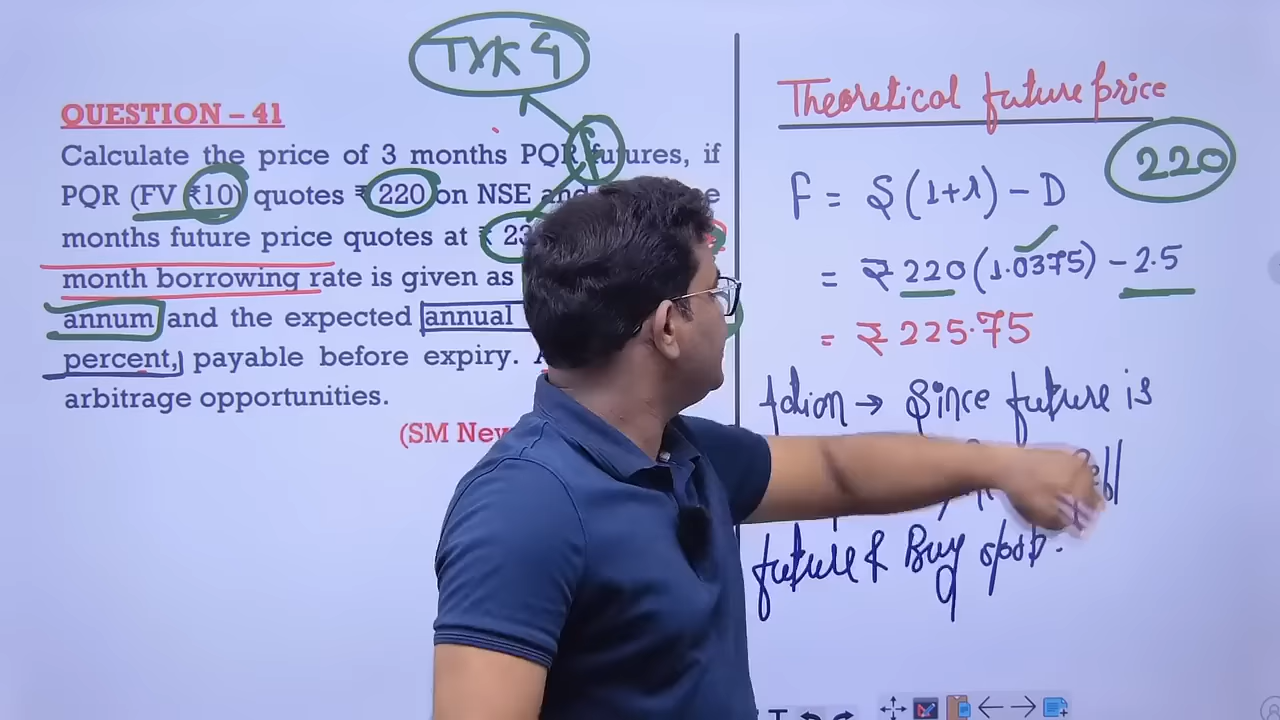 TYK 4
QUESTION – 41
Calculate the price of 3 months PQR futures, if
PQR (FV ₹10) quotes ₹ 220 on NSE and
months future price quotes at ₹ 23
month borrowing rate is given as
annum and the expected annual
percent, payable before expiry.
arbitrage opportunities.
(SM New
Theoretical future price
220
F = S (1+r) – D
= ₹ 220 (1.0375) – 2.5
= ₹ 225.75
Action → Since future is
future & Buy spot.